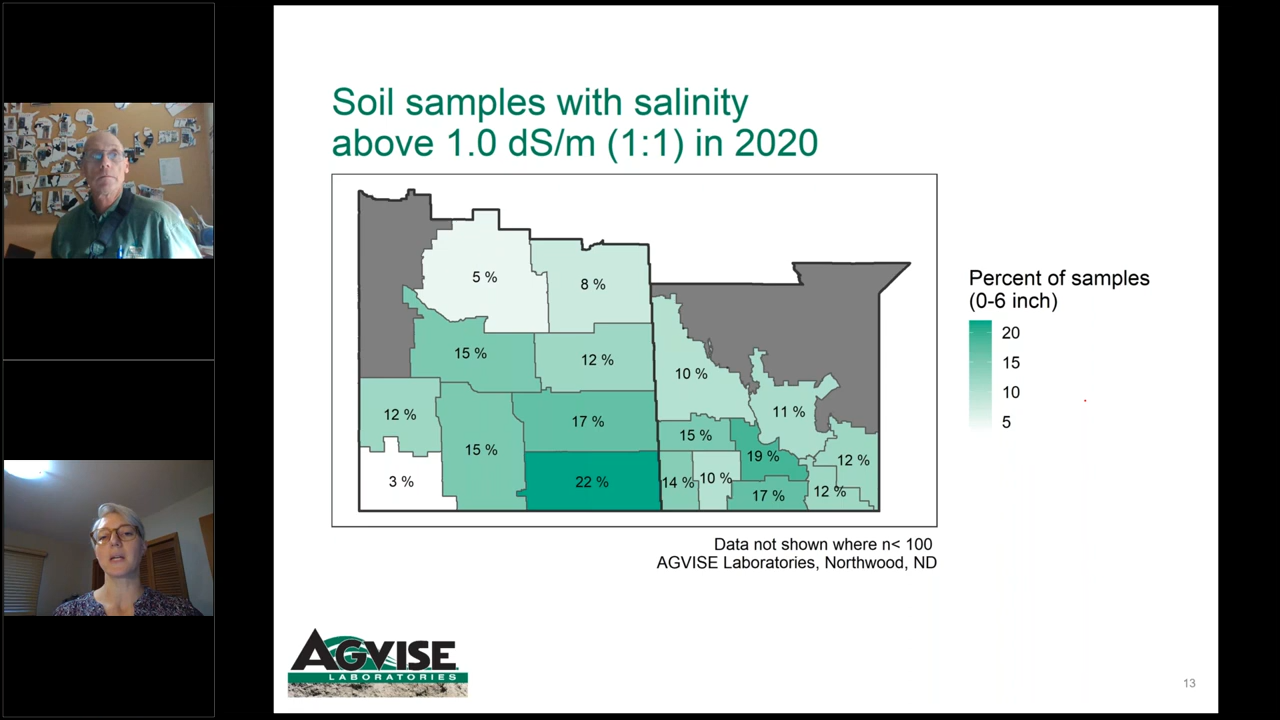 Soil samples with salinity
above 1.0 dS/m (1:1) in 2020
5 %
8 %
15 %
12 %
10 %
12 %
11 %
17 %
15 %
15 %
19 %
12 %
3 %
22 %
14 %
10 %
17 %
12 %
Percent of samples
(0-6 inch)
20
15
10
5
Data not shown where n< 100
AGVISE Laboratories, Northwood, ND
AGVISE
LABORATORIES
13